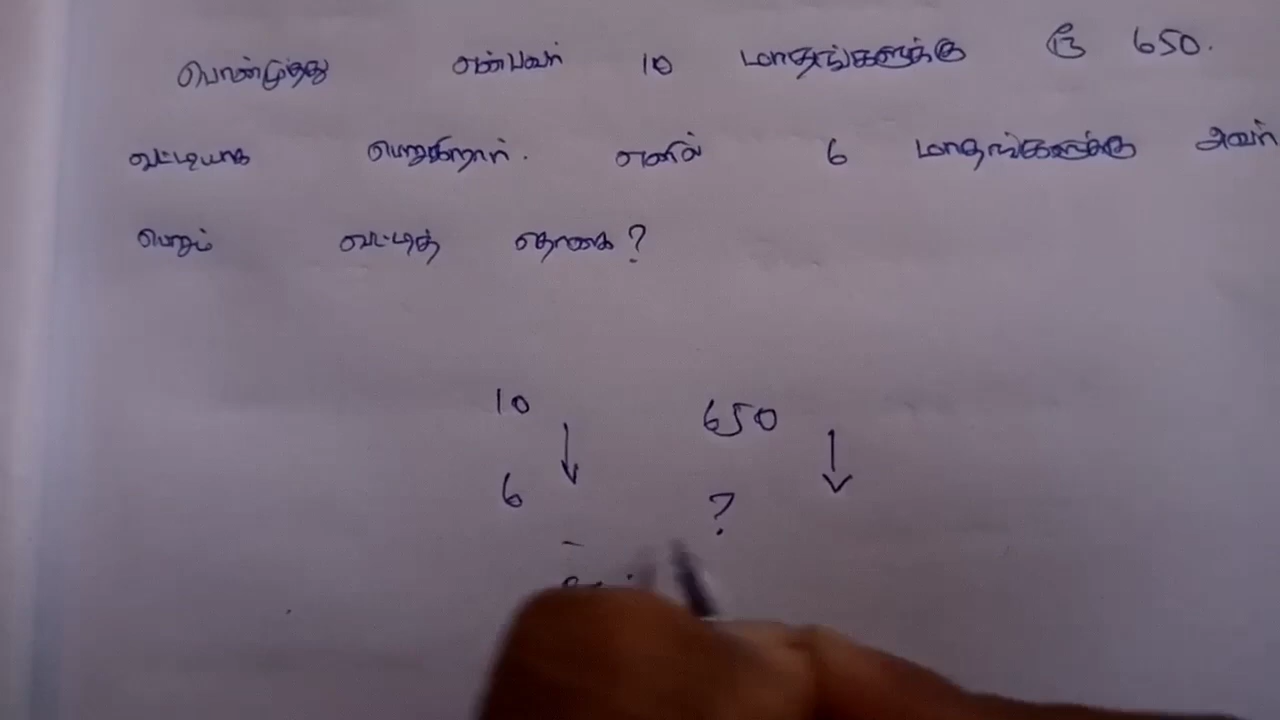 என்பவர் 10 மாதங்களுக்கு ரூ 650.
வட்டியாக பெறுகிறார். எனில் 6 மாதங்களுக்கு அவர்
பெறும் வட்டித் தொகை?
10 ↓ 650 ↓
6 ?